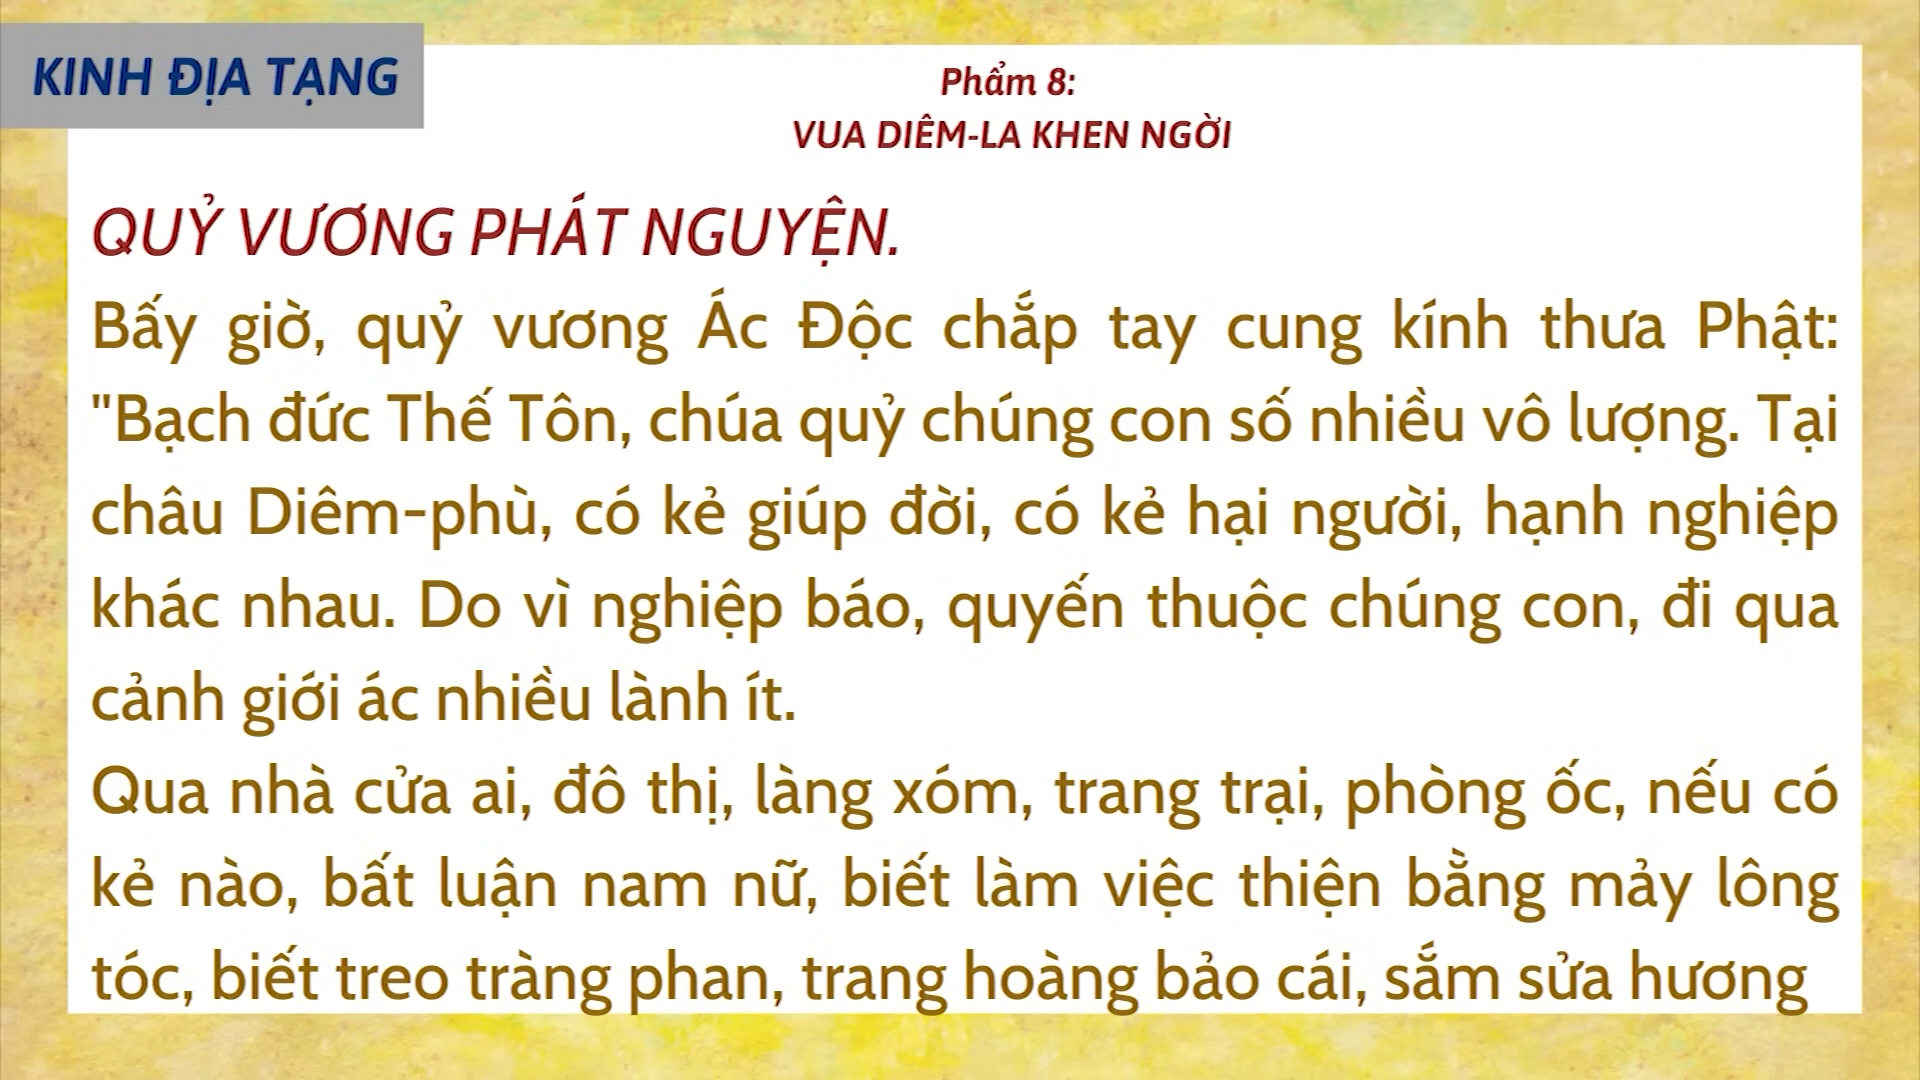 KINH ĐỊA TẠNG
Phẩm 8:
VUA DIÊM-LA KHEN NGỜI
QUỶ VƯƠNG PHÁT NGUYỆN.
Bấy giờ, quỷ vương Ác Độc chắp tay cung kính thưa Phật:
"Bạch đức Thế Tôn, chúa quỷ chúng con số nhiều vô lượng. Tại
châu Diêm-phù, có kẻ giúp đời, có kẻ hại người, hạnh nghiệp
khác nhau. Do vì nghiệp báo, quyến thuộc chúng con, đi qua
cảnh giới ác nhiều lành ít.
Qua nhà cửa ai, đô thị, làng xóm, trang trại, phòng ốc, nếu có
kẻ nào, bất luận nam nữ, biết làm việc thiện bằng mảy lông
tóc, biết treo tràng phan, trang hoàng bảo cái, sắm sửa hương